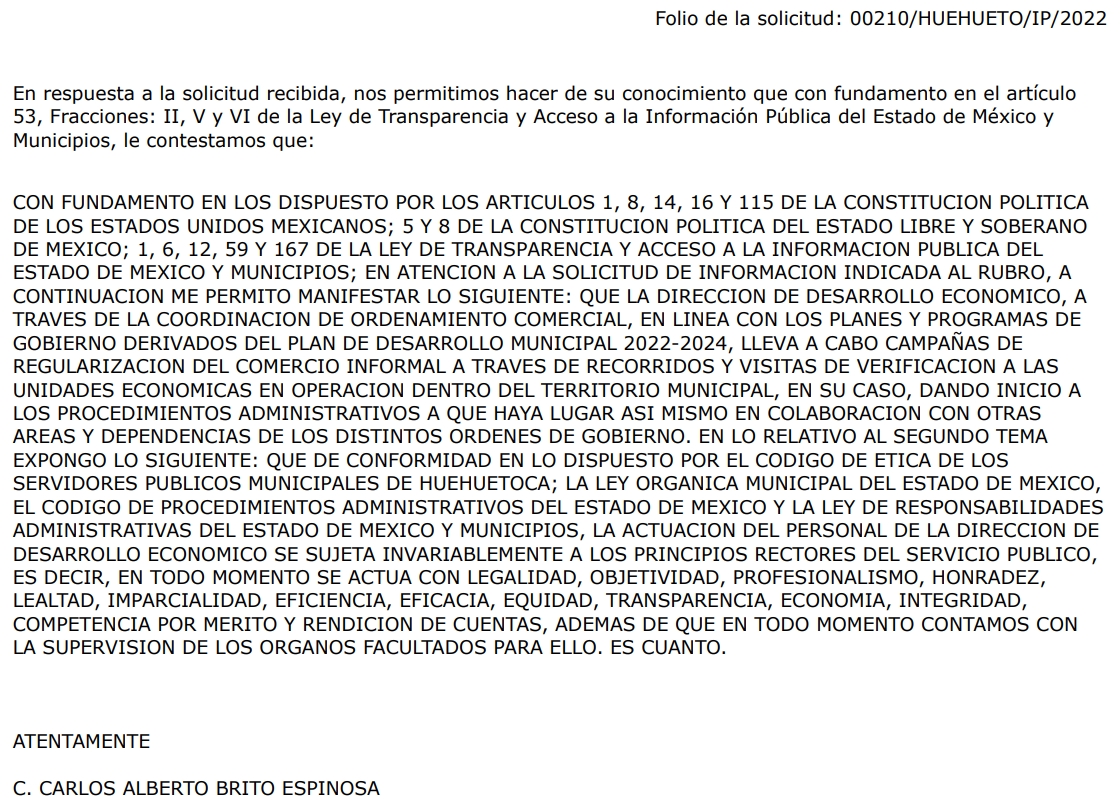 Folio de la solicitud: 00210/HUEHUETO/IP/2022
En respuesta a la solicitud recibida, nos permitimos hacer de su conocimiento que con fundamento en el artículo
53, Fracciones: II, V y VI de la Ley de Transparencia y Acceso a la Información Pública del Estado de México y
Municipios, le contestamos que:
CON FUNDAMENTO EN LOS DISPUESTO POR LOS ARTICULOS 1, 8, 14, 16 Y 115 DE LA CONSTITUCION POLITICA
DE LOS ESTADOS UNIDOS MEXICANOS; 5 Y 8 DE LA CONSTITUCION POLITICA DEL ESTADO LIBRE Y SOBERANO
DE MEXICO; 1, 6, 12, 59 Y 167 DE LA LEY DE TRANSPARENCIA Y ACCESO A LA INFORMACION PUBLICA DEL
ESTADO DE MEXICO Y MUNICIPIOS; EN ATENCION A LA SOLICITUD DE INFORMACION INDICADA AL RUBRO, A
CONTINUACION ME PERMITO MANIFESTAR LO SIGUIENTE: QUE LA DIRECCION DE DESARROLLO ECONOMICO, A
TRAVES DE LA COORDINACION DE ORDENAMIENTO COMERCIAL, EN LINEA CON LOS PLANES Y PROGRAMAS DE
GOBIERNO DERIVADOS DEL PLAN DE DESARROLLO MUNICIPAL 2022-2024, LLEVA A CABO CAMPAÑAS DE
REGULARIZACION DEL COMERCIO INFORMAL A TRAVES DE RECORRIDOS Y VISITAS DE VERIFICACION A LAS
UNIDADES ECONOMICAS EN OPERACION DENTRO DEL TERRITORIO MUNICIPAL, EN SU CASO, DANDO INICIO A
LOS PROCEDIMIENTOS ADMINISTRATIVOS A QUE HAYA LUGAR ASI MISMO EN COLABORACION CON OTRAS
AREAS Y DEPENDENCIAS DE LOS DISTINTOS ORDENES DE GOBIERNO. EN LO RELATIVO AL SEGUNDO TEMA
EXPONGO LO SIGUIENTE: QUE DE CONFORMIDAD EN LO DISPUESTO POR EL CODIGO DE ETICA DE LOS
SERVIDORES PUBLICOS MUNICIPALES DE HUEHUETOCA; LA LEY ORGANICA MUNICIPAL DEL ESTADO DE MEXICO,
EL CODIGO DE PROCEDIMIENTOS ADMINISTRATIVOS DEL ESTADO DE MEXICO Y LA LEY DE RESPONSABILIDADES
ADMINISTRATIVAS DEL ESTADO DE MEXICO Y MUNICIPIOS, LA ACTUACION DEL PERSONAL DE LA DIRECCION DE
DESARROLLO ECONOMICO SE SUJETA INVARIABLEMENTE A LOS PRINCIPIOS RECTORES DEL SERVICIO PUBLICO,
ES DECIR, EN TODO MOMENTO SE ACTUA CON LEGALIDAD, OBJETIVIDAD, PROFESIONALISMO, HONRADEZ,
LEALTAD, IMPARCIALIDAD, EFICIENCIA, EFICACIA, EQUIDAD, TRANSPARENCIA, ECONOMIA, INTEGRIDAD,
COMPETENCIA POR MERITO Y RENDICION DE CUENTAS, ADEMAS DE QUE EN TODO MOMENTO CONTAMOS CON
LA SUPERVISION DE LOS ORGANOS FACULTADOS PARA ELLO. ES CUANTO.
ATENTAMENTE
C. CARLOS ALBERTO BRITO ESPINOSA